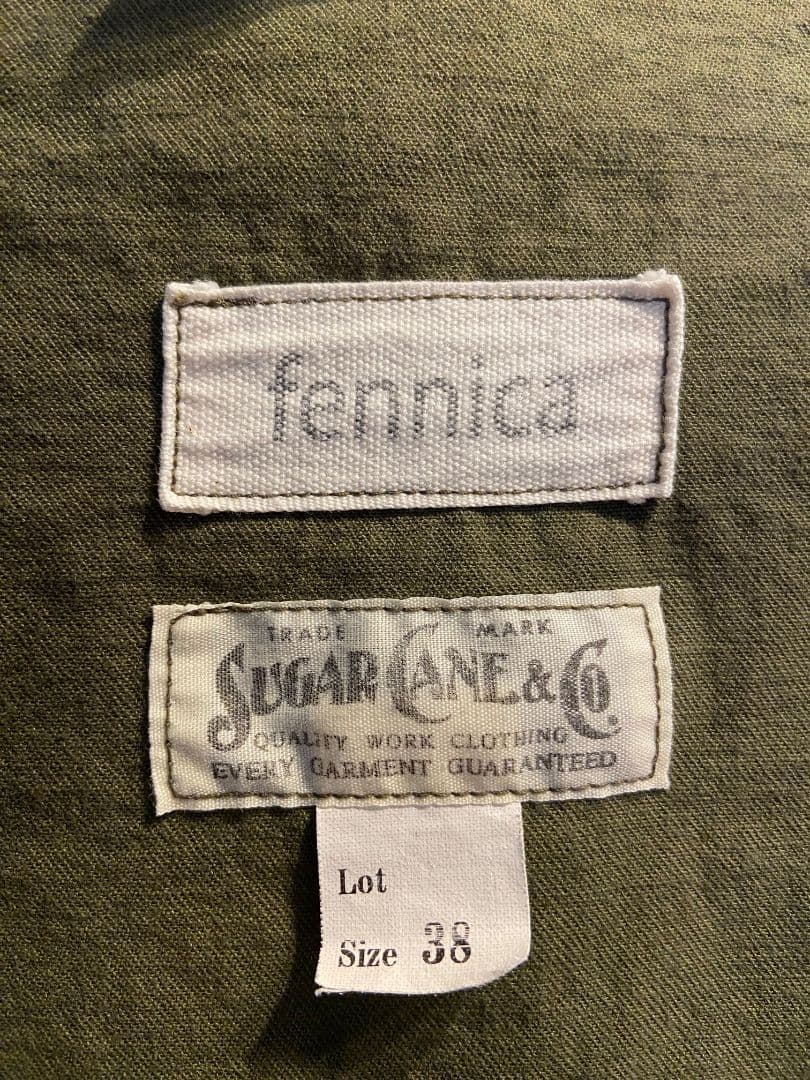 fennica
TRADE MARK
SUGAR CANE & CO.
QUALITY WORK CLOTHING
EVERY GARMENT GUARANTEED
Lot
Size 38